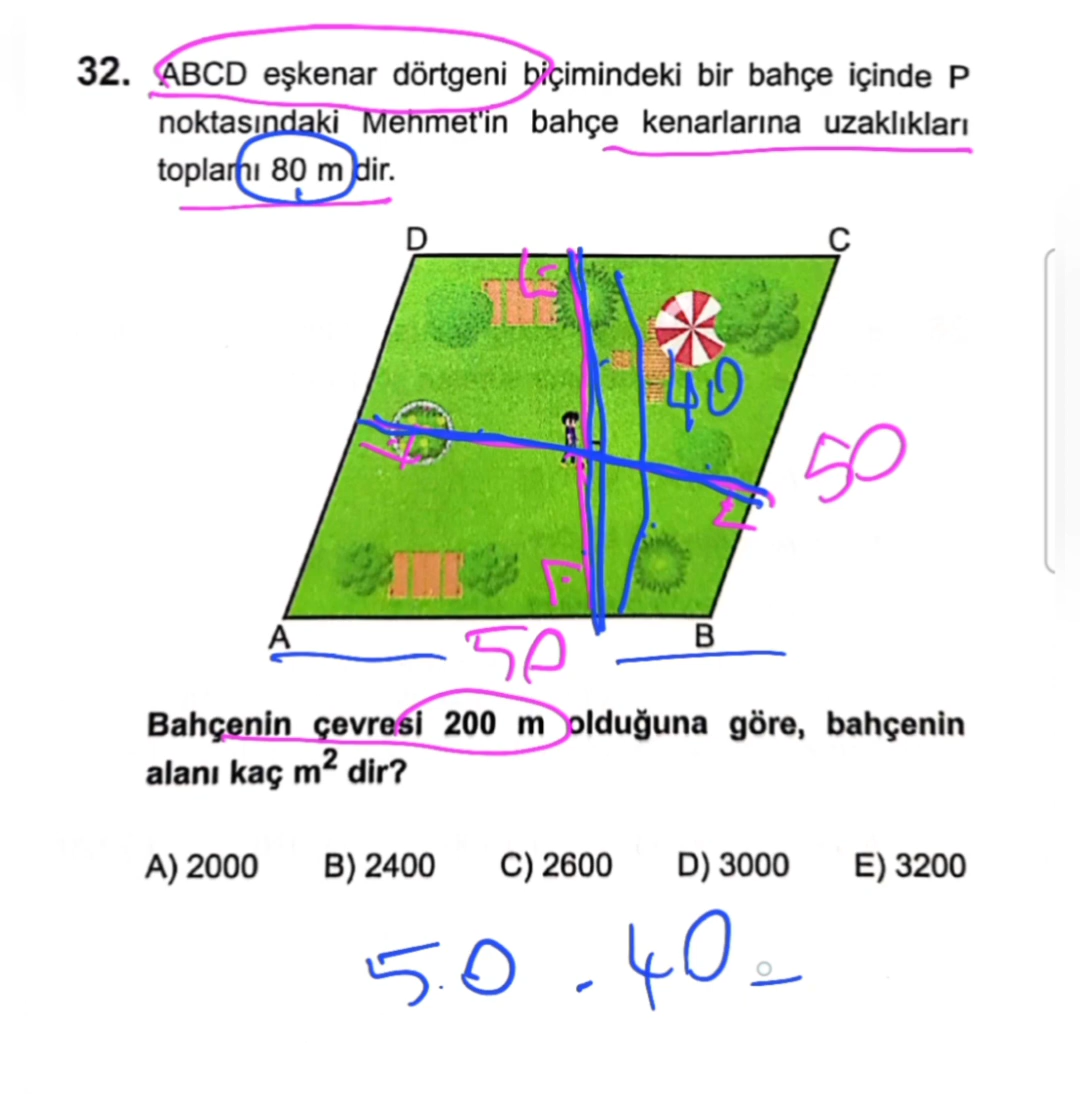 32. ABCD eşkenar dörtgeni biçimindeki bir bahçe içinde P
noktasındaki Mehmet'in bahçe kenarlarına uzaklıkları
toplamı 80 m dir.
D C
40
50
A B
50
Bahçenin çevresi 200 m olduğuna göre, bahçenin
alanı kaç m² dir?
A) 2000 B) 2400 C) 2600 D) 3000 E) 3200
50 . 40 =